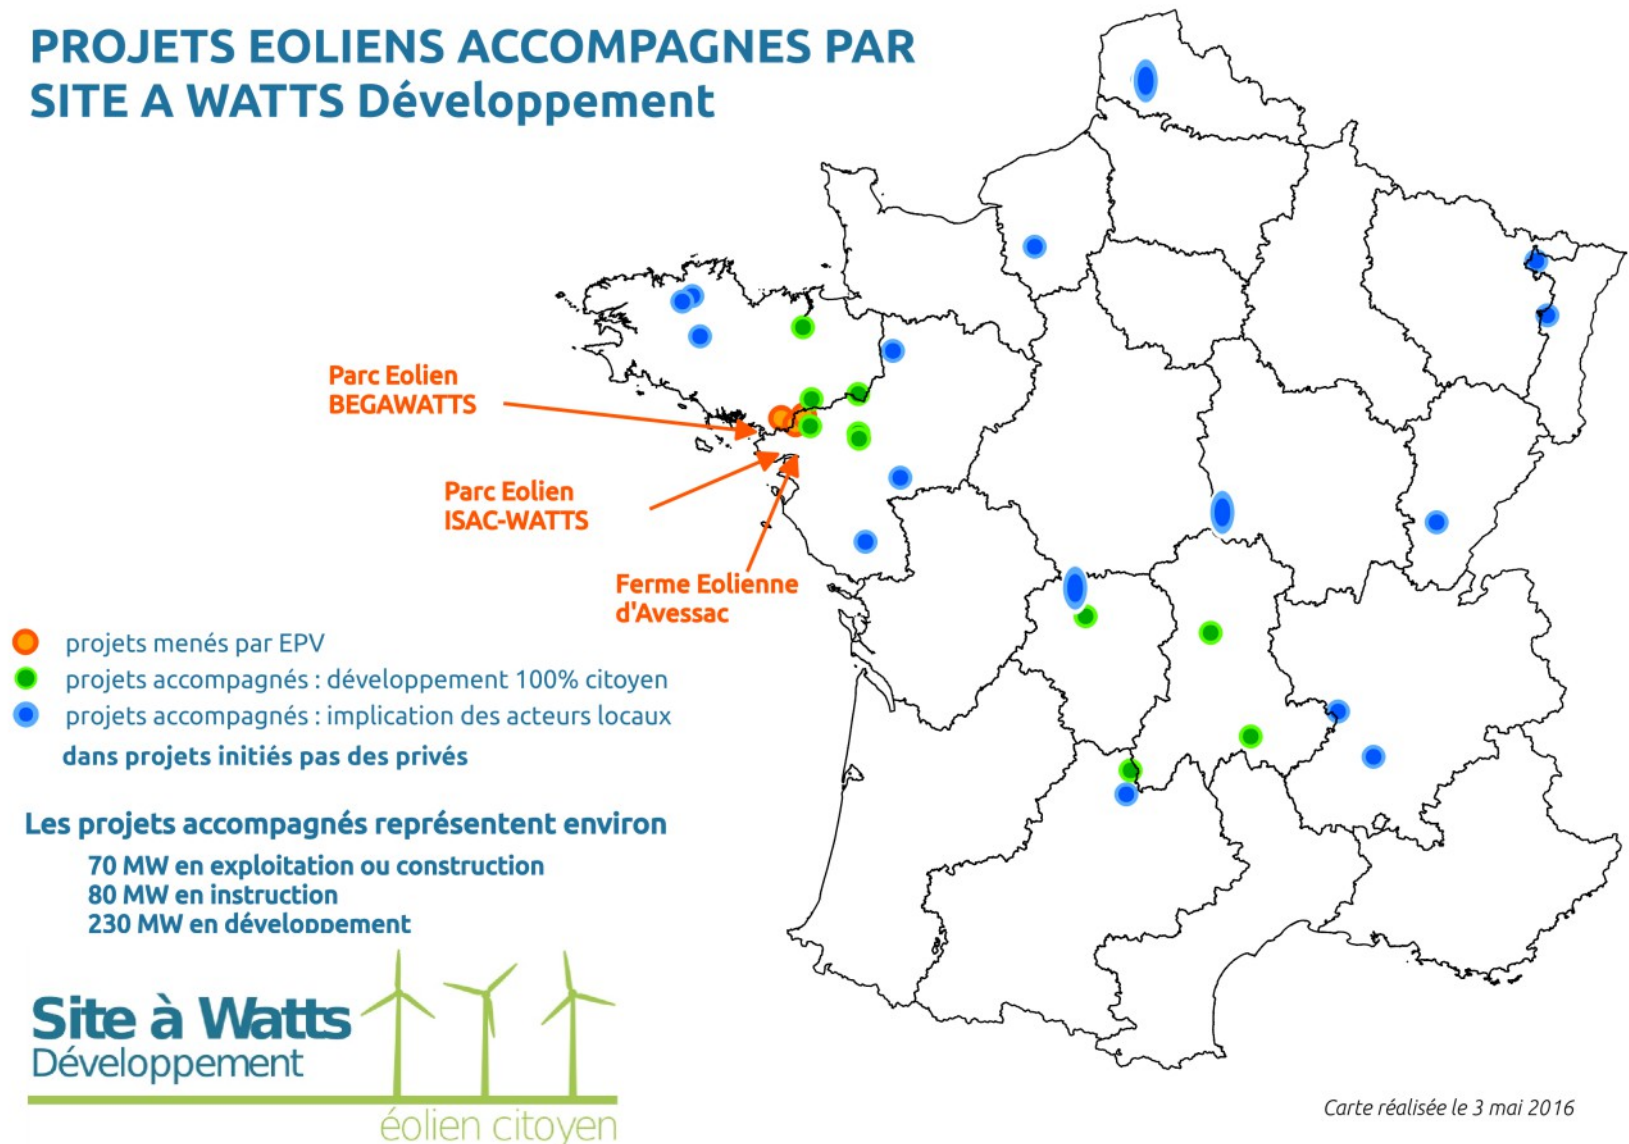 PROJETS EOLIENS ACCOMPAGNES PAR
SITE A WATTS Développement
Parc Eolien
BEGAWATTS
Parc Eolien
ISAC-WATTS
Ferme Eolienne
d'Avessac
projets menés par EPV
projets accompagnés : développement 100% citoyen
projets accompagnés : implication des acteurs locaux
dans projets initiés pas des privés
Les projets accompagnés représentent environ
70 MW en exploitation ou construction
80 MW en instruction
230 MW en développement
Site à Watts
Développement
éolien citoyen
Carte réalisée le 3 mai 2016